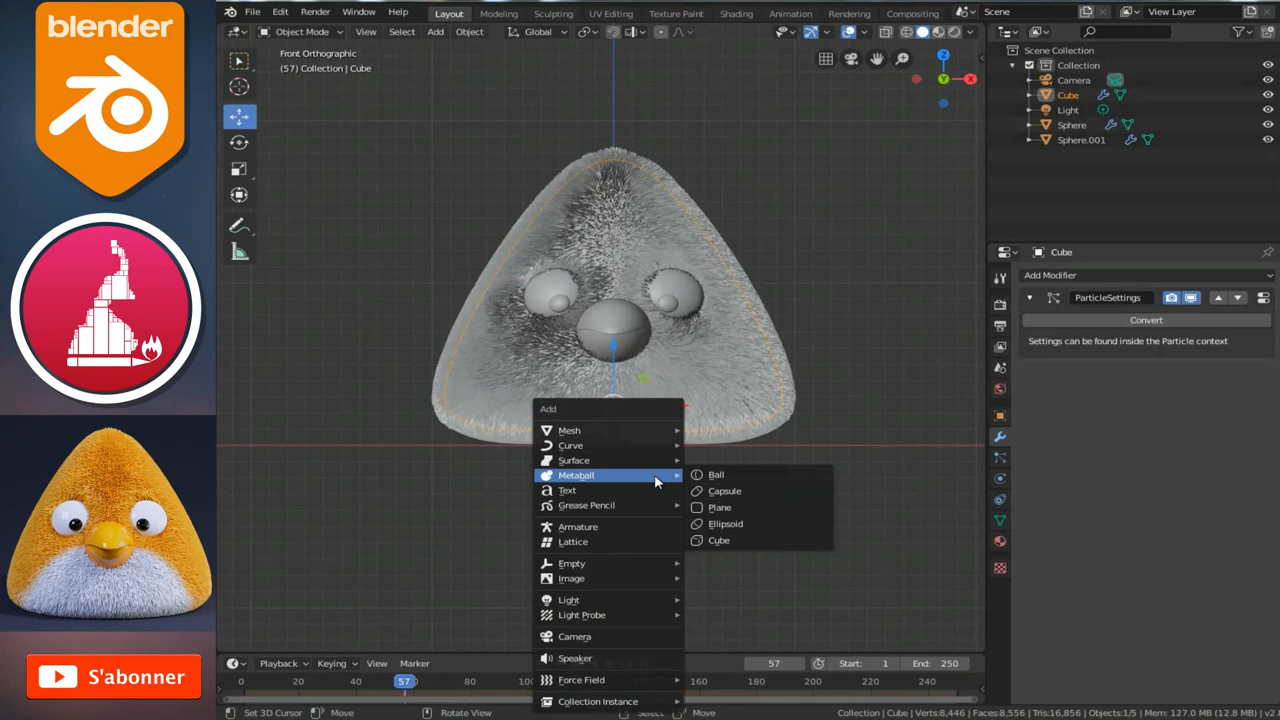 blender
S'abonner
File Edit Render Window Help
Layout Modeling Sculpting UV Editing Texture Paint Shading Animation Rendering Compositing
Scene
View Layer
Object Mode View Select Add Object
Global
Front Orthographic
(57) Collection | Cube
Z
Y
X
Add
Mesh
Curve
Surface
Metaball
Text
Grease Pencil
Armature
Lattice
Empty
Image
Light
Light Probe
Camera
Speaker
Force Field
Collection Instance
Ball
Capsule
Plane
Ellipsoid
Cube
Scene Collection
Collection
Camera
Cube
Light
Sphere
Sphere.001
Cube
Add Modifier
ParticleSettings
Convert
Settings can be found inside the Particle context
Playback Keying View Marker
57
Start: 1
End: 250
0 20 40 57 80 160 180 200 220 240
Set 3D Cursor Move Rotate View Select Move
Collection | Cube | Verts:8,446 | Faces:8,556 | Tris:16,856 | Objects:1/5 | Mem: 127.0 MB (12.8 MB) | v2.